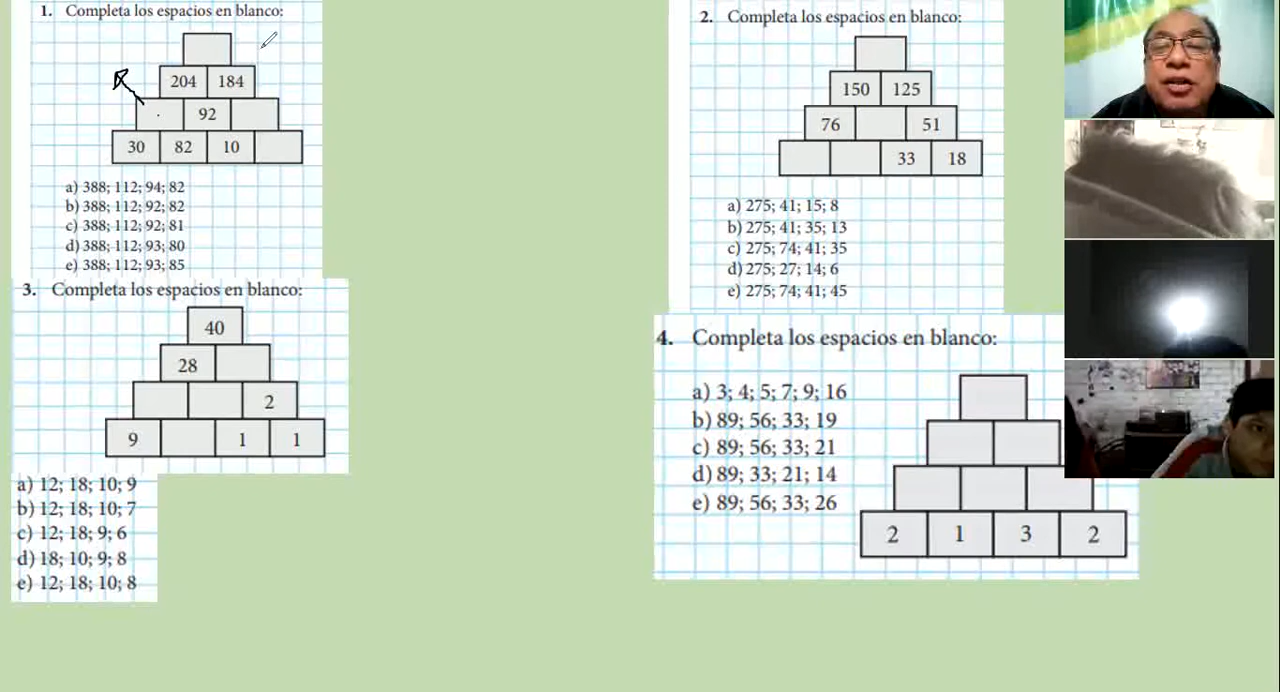 1. Completa los espacios en blanco:
204 184
92
30 82 10
a) 388; 112; 94; 82
b) 388; 112; 92; 82
c) 388; 112; 92; 81
d) 388; 112; 93; 80
e) 388; 112; 93; 85
2. Completa los espacios en blanco:
150 125
76 51
33 18
a) 275; 41; 15; 8
b) 275; 41; 35; 13
c) 275; 74; 41; 35
d) 275; 27; 14; 6
e) 275; 74; 41; 45
3. Completa los espacios en blanco:
40
28
2
9 1 1
a) 12; 18; 10; 9
b) 12; 18; 10; 7
c) 12; 18; 9; 6
d) 18; 10; 9; 8
e) 12; 18; 10; 8
4. Completa los espacios en blanco:
a) 3; 4; 5; 7; 9; 16
b) 89; 56; 33; 19
c) 89; 56; 33; 21
d) 89; 33; 21; 14
e) 89; 56; 33; 26
2 1 3 2